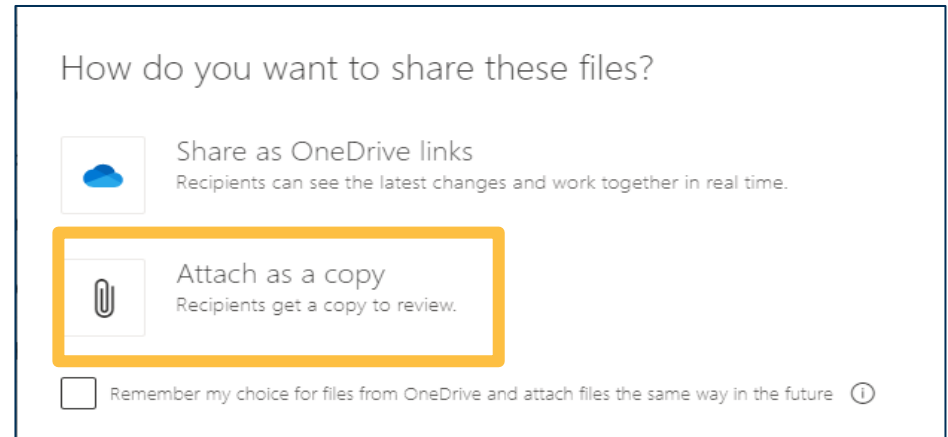 How do you want to share these files?
Share as OneDrive links
Recipients can see the latest changes and work together in real time.
Attach as a copy
Recipients get a copy to review.
Remember my choice for files from OneDrive and attach files the same way in the future